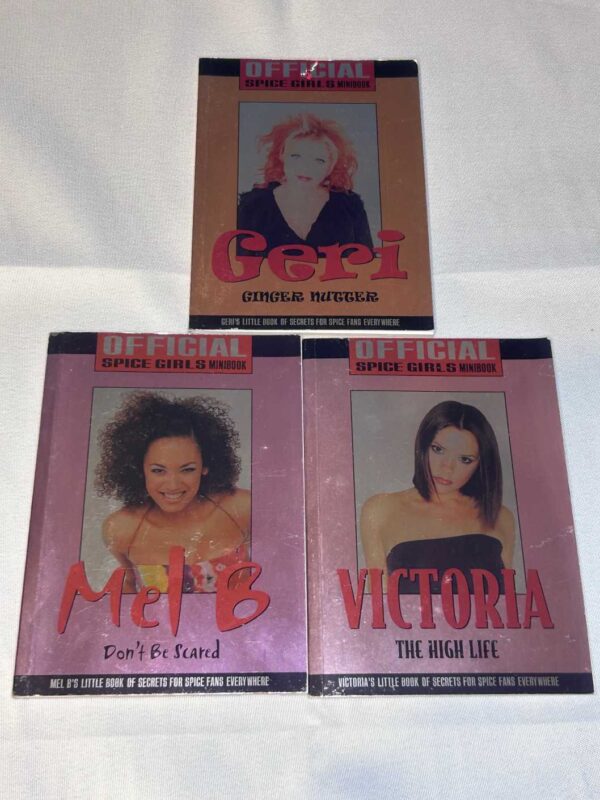 OFFICIAL
SPICE GIRLS MINIBOOK
Geri
GINGER NUTTER
GERI'S LITTLE BOOK OF SECRETS FOR SPICE FANS EVERYWHERE
OFFICIAL
SPICE GIRLS MINIBOOK
Mel B
Don't Be Scared
MEL B'S LITTLE BOOK OF SECRETS FOR SPICE FANS EVERYWHERE
OFFICIAL
SPICE GIRLS MINIBOOK
VICTORIA
THE HIGH LIFE
VICTORIA'S LITTLE BOOK OF SECRETS FOR SPICE FANS EVERYWHERE